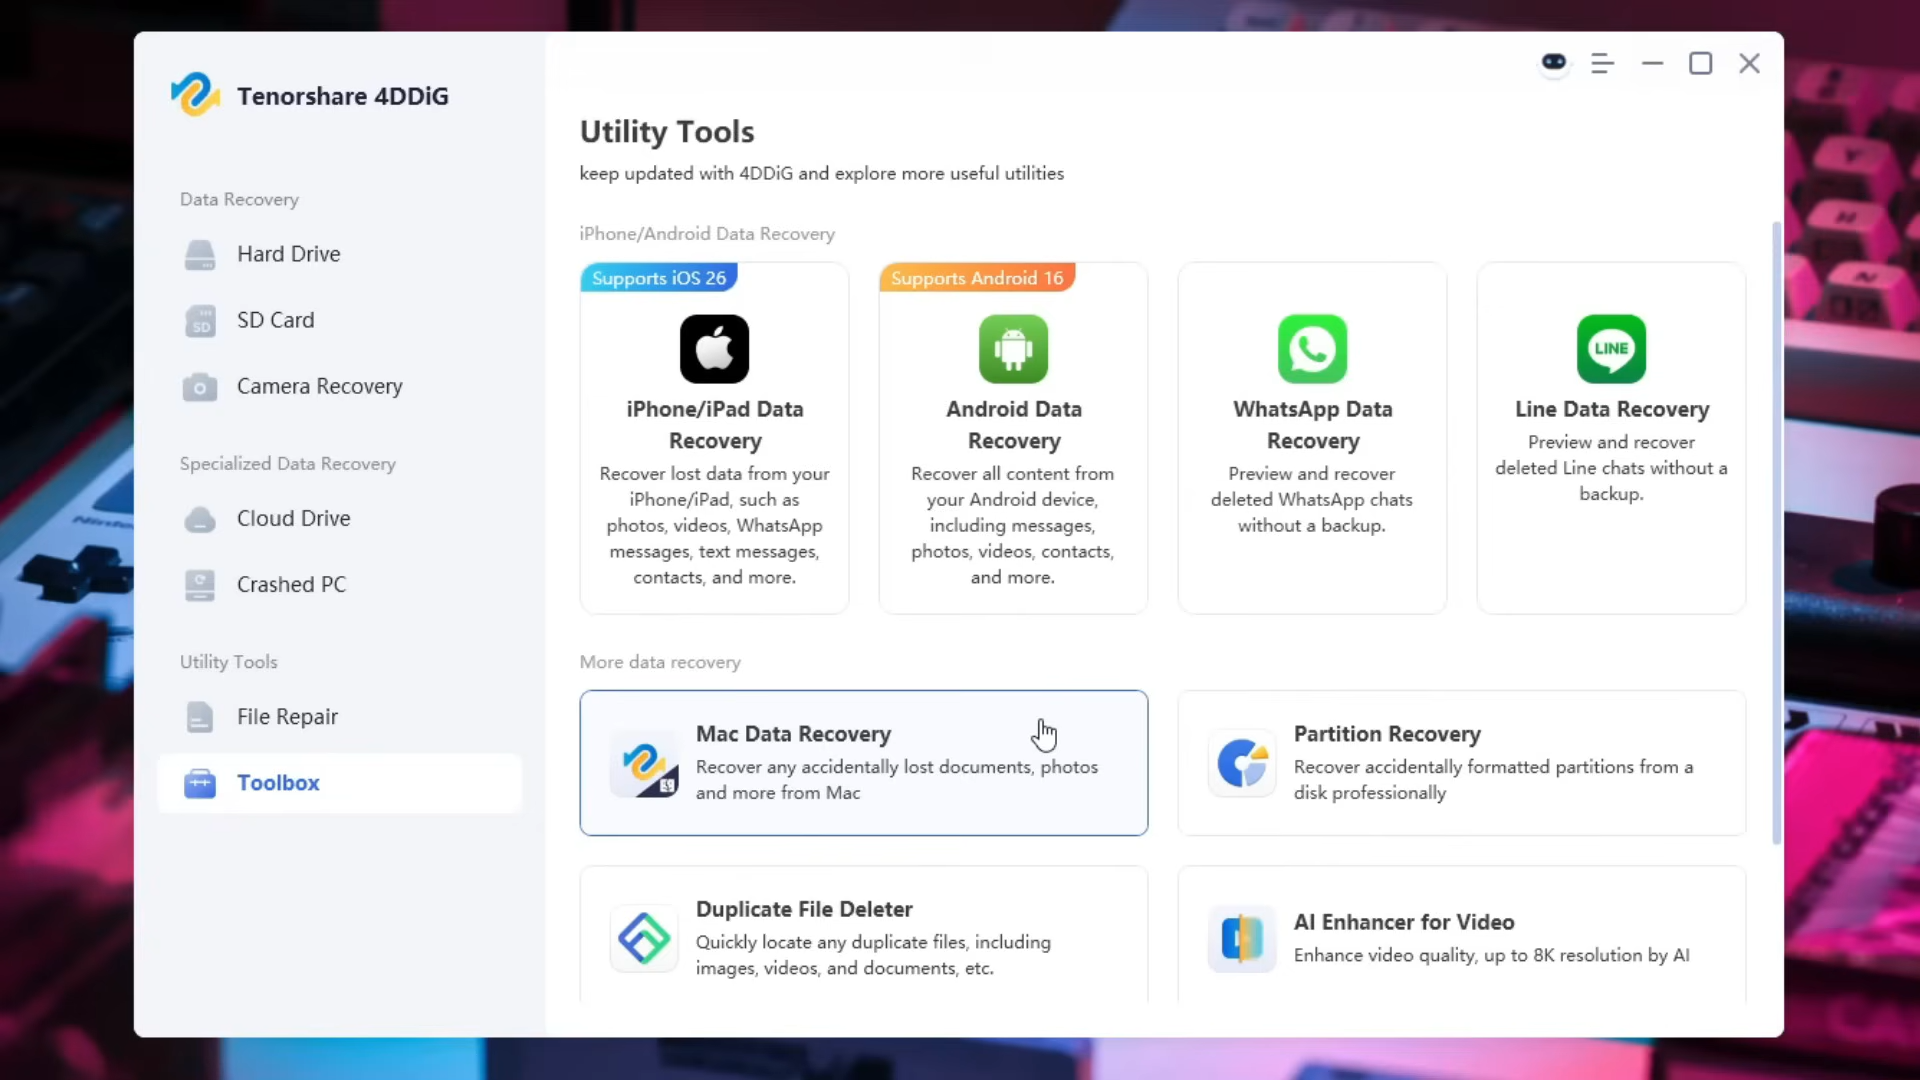 Tenorshare 4DDiG
Data Recovery
Hard Drive
SD
SD Card
Camera Recovery
Specialized Data Recovery
Cloud Drive
Crashed PC
Utility Tools
File Repair
Toolbox
Utility Tools
keep updated with 4DDiG and explore more useful utilities
iPhone/Android Data Recovery
Supports iOS 26
iPhone/iPad Data
Recovery
Recover lost data from your
iPhone/iPad, such as
photos, videos, WhatsApp
messages, text messages,
contacts, and more.
Supports Android 16
Android Data
Recovery
Recover all content from
your Android device,
including messages,
photos, videos, contacts,
and more.
WhatsApp Data
Recovery
Preview and recover
deleted WhatsApp chats
without a backup.
LINE
Line Data Recovery
Preview and recover
deleted Line chats without a
backup.
More data recovery
Mac Data Recovery
Recover any accidentally lost documents, photos
and more from Mac
Partition Recovery
Recover accidentally formatted partitions from a
disk professionally
Duplicate File Deleter
Quickly locate any duplicate files, including
images, videos, and documents, etc.
AI Enhancer for Video
Enhance video quality, up to 8K resolution by AI